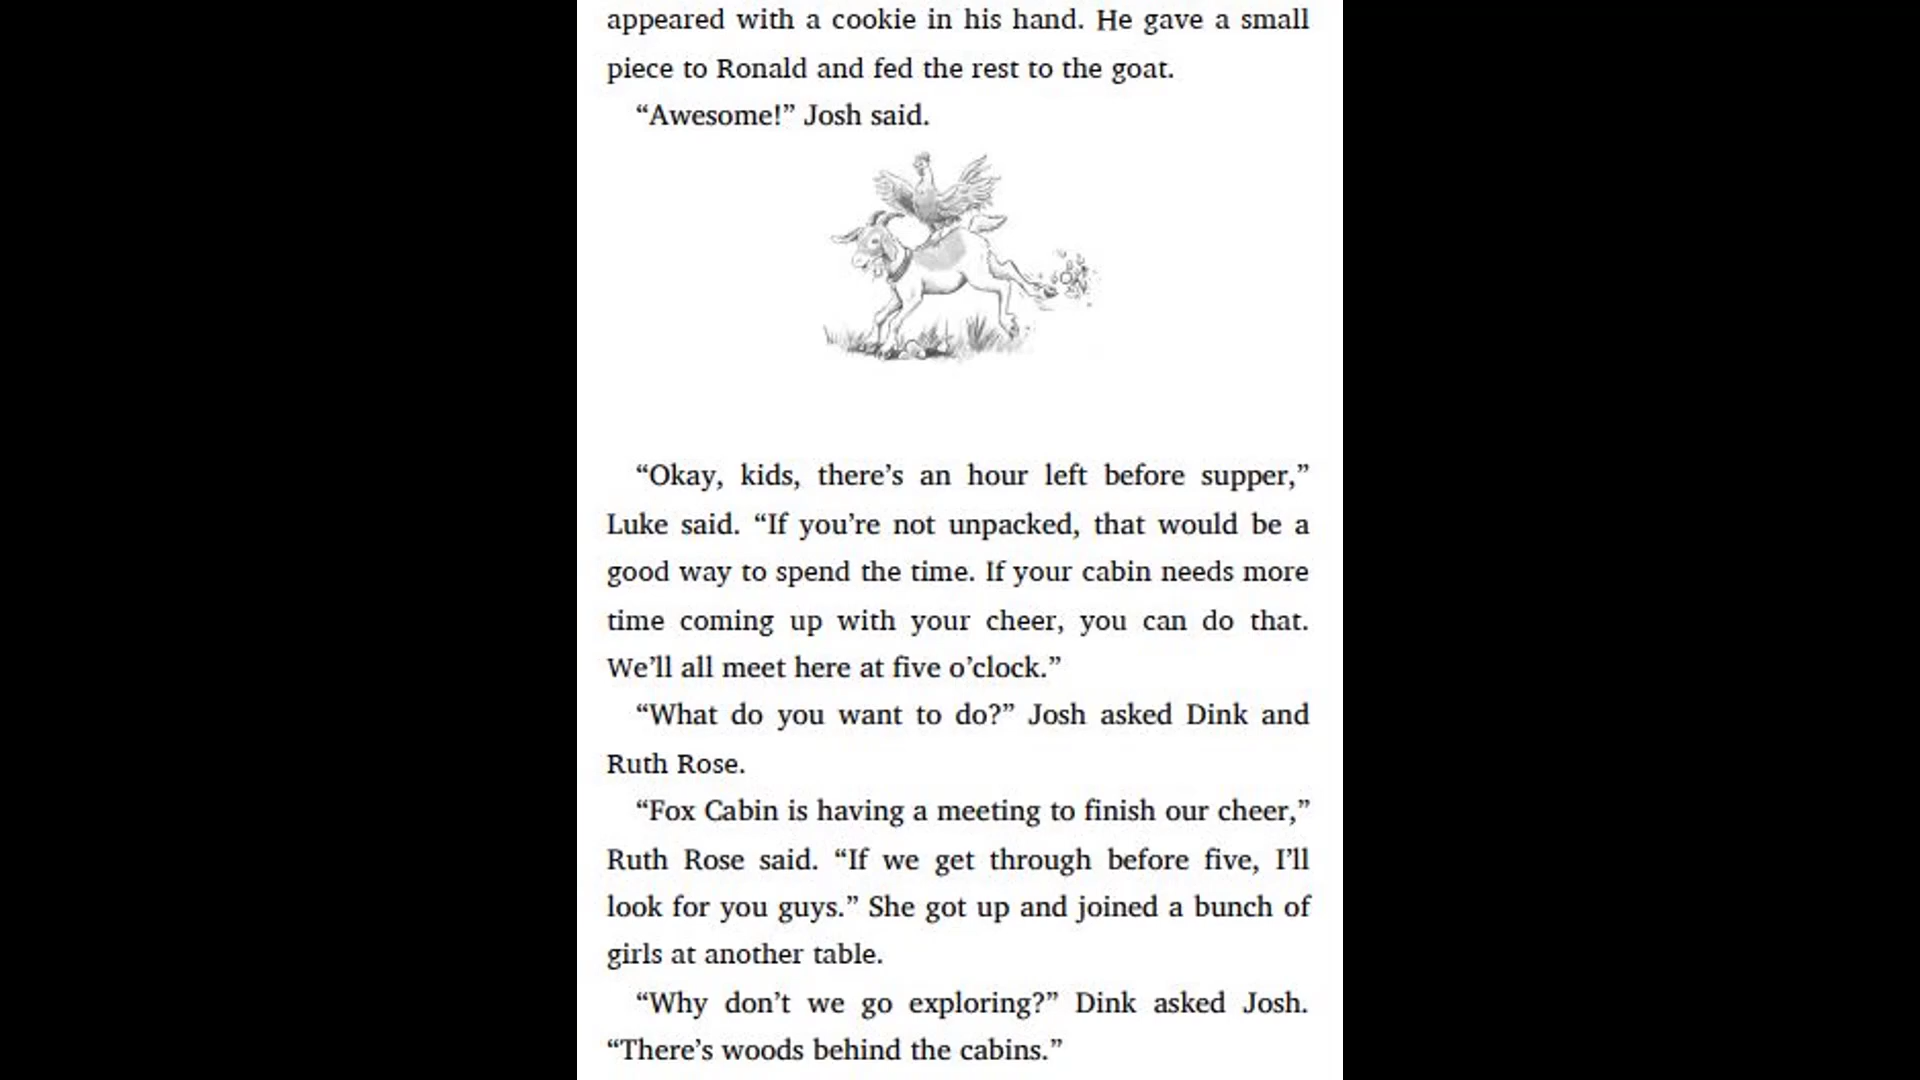 appeared with a cookie in his hand. He gave a small
piece to Ronald and fed the rest to the goat.
“Awesome!” Josh said.
“Okay, kids, there’s an hour left before supper,”
Luke said. “If you’re not unpacked, that would be a
good way to spend the time. If your cabin needs more
time coming up with your cheer, you can do that.
We’ll all meet here at five o’clock.”
“What do you want to do?” Josh asked Dink and
Ruth Rose.
“Fox Cabin is having a meeting to finish our cheer,”
Ruth Rose said. “If we get through before five, I’ll
look for you guys.” She got up and joined a bunch of
girls at another table.
“Why don’t we go exploring?” Dink asked Josh.
“There’s woods behind the cabins.”